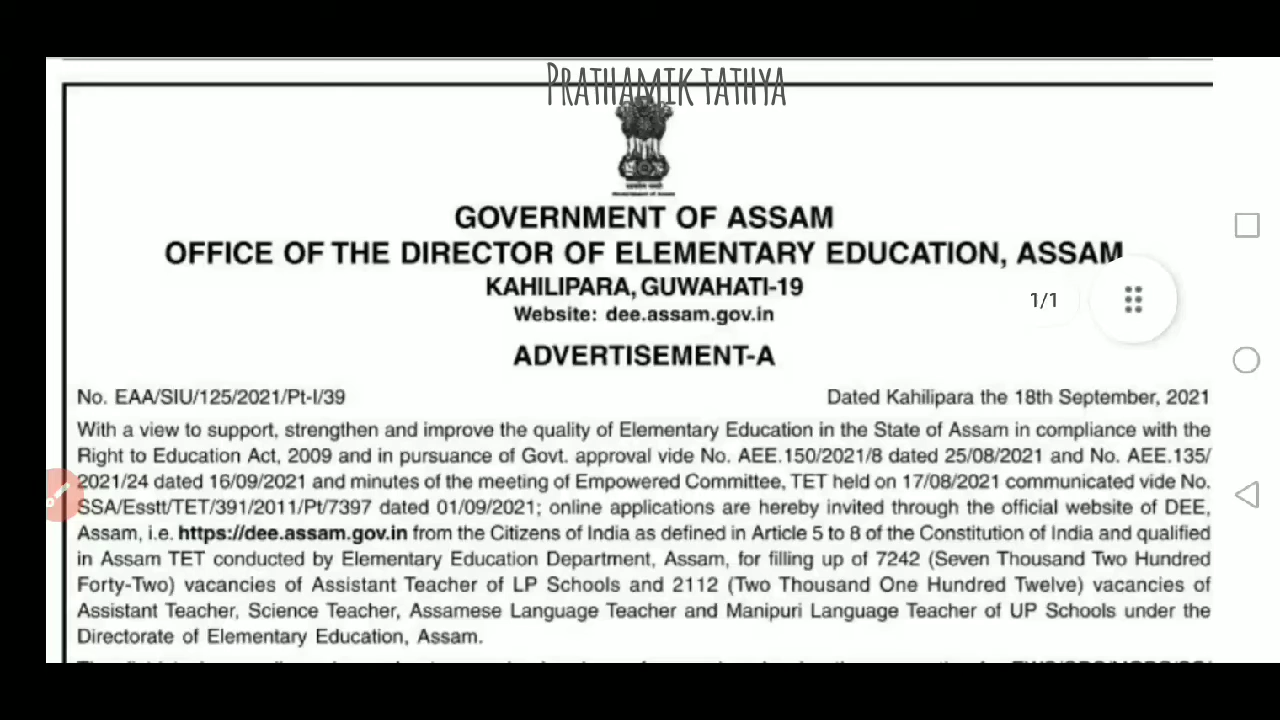 PRATHAMIK TATHYA
GOVERNMENT OF ASSAM
OFFICE OF THE DIRECTOR OF ELEMENTARY EDUCATION, ASSAM
KAHILIPARA, GUWAHATI-19
1/1
Website: dee.assam.gov.in
ADVERTISEMENT-A
No. EAA/SIU/125/2021/Pt-I/39 Dated Kahilipara the 18th September, 2021
With a view to support, strengthen and improve the quality of Elementary Education in the State of Assam in compliance with the
Right to Education Act, 2009 and in pursuance of Govt. approval vide No. AEE.150/2021/8 dated 25/08/2021 and No. AEE.135/
2021/24 dated 16/09/2021 and minutes of the meeting of Empowered Committee, TET held on 17/08/2021 communicated vide No.
SSA/Esstt/TET/391/2011/Pt/7397 dated 01/09/2021; online applications are hereby invited through the official website of DEE,
Assam, i.e. https://dee.assam.gov.in from the Citizens of India as defined in Article 5 to 8 of the Constitution of India and qualified
in Assam TET conducted by Elementary Education Department, Assam, for filling up of 7242 (Seven Thousand Two Hundred
Forty-Two) vacancies of Assistant Teacher of LP Schools and 2112 (Two Thousand One Hundred Twelve) vacancies of
Assistant Teacher, Science Teacher, Assamese Language Teacher and Manipuri Language Teacher of UP Schools under the
Directorate of Elementary Education, Assam.